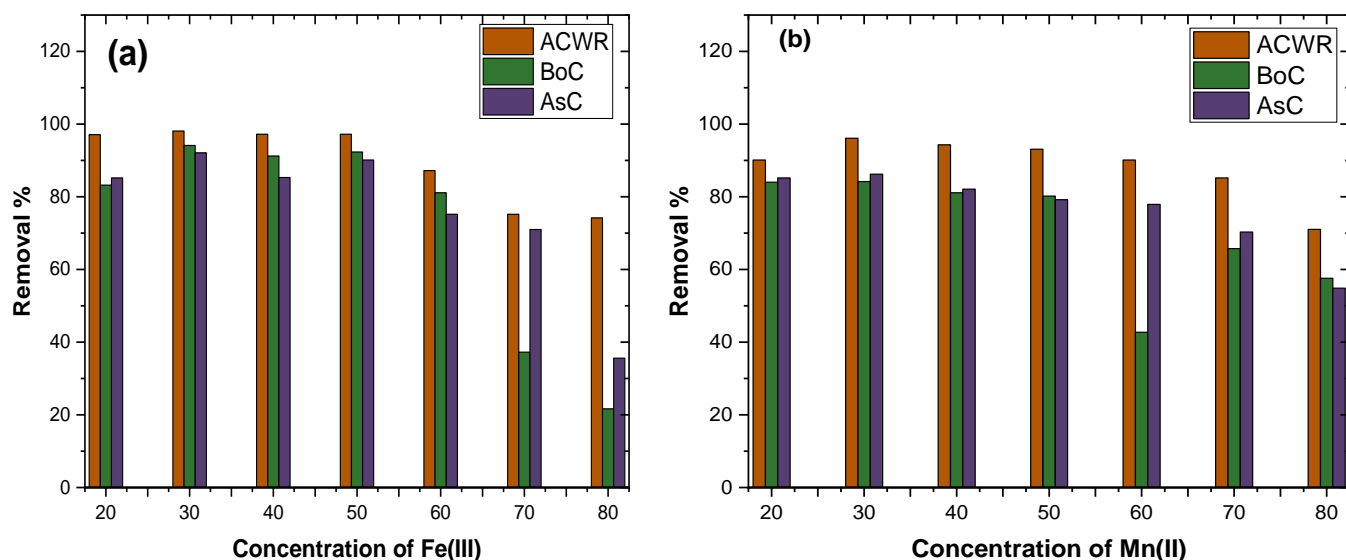 (a)
ACWR
BoC
AsC
Removal %
120
100
80
60
40
20
0
20 30 40 50 60 70 80
Concentration of Fe(III)
(b)
ACWR
BoC
AsC
Removal %
120
100
80
60
40
20
0
20 30 40 50 60 70 80
Concentration of Mn(II)